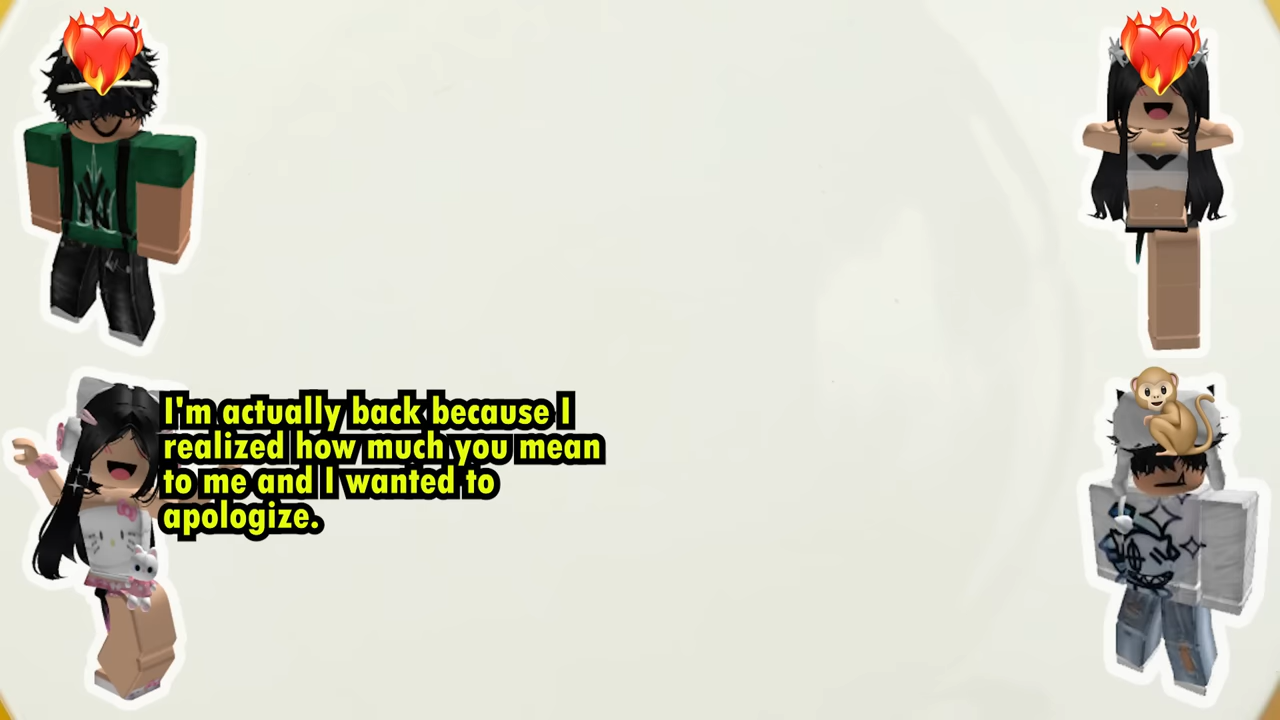 I'm actually back because I
realized how much you mean
to me and I wanted to
apologize.